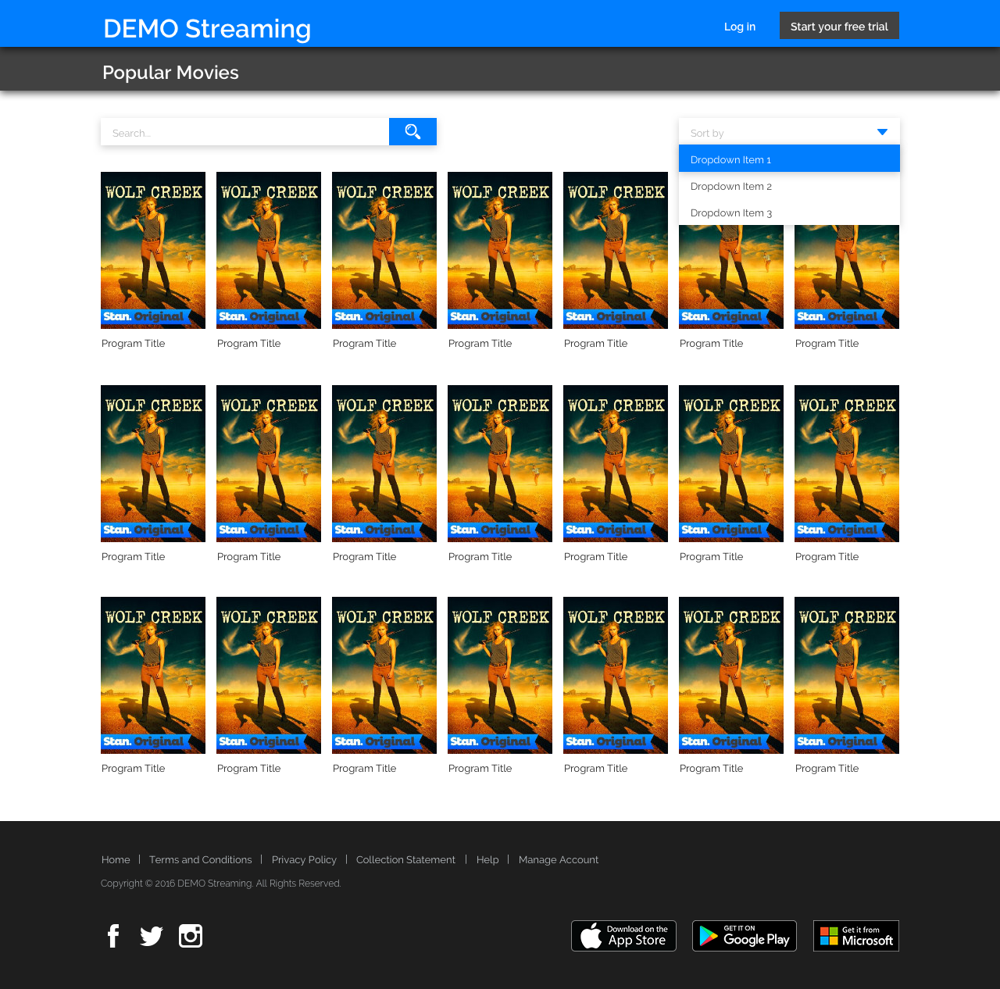 DEMO Streaming
Log in
Start your free trial
Popular Movies
Search...
Sort by
Dropdown Item 1
Dropdown Item 2
Dropdown Item 3
WOLF CREEK WOLF CREEK WOLF CREEK WOLF CREEK WOLF CREEK
Stan. Original Stan. Original Stan. Original Stan. Original Stan. Original Stan. Original Stan. Original
Program Title Program Title Program Title Program Title Program Title Program Title Program Title
WOLF CREEK WOLF CREEK WOLF CREEK WOLF CREEK WOLF CREEK WOLF CREEK WOLF CREEK
Stan. Original Stan. Original Stan. Original Stan. Original Stan. Original Stan. Original Stan. Original
Program Title Program Title Program Title Program Title Program Title Program Title Program Title
WOLF CREEK WOLF CREEK WOLF CREEK WOLF CREEK WOLF CREEK WOLF CREEK WOLF CREEK
Stan. Original Stan. Original Stan. Original Stan. Original Stan. Original Stan. Original Stan. Original
Program Title Program Title Program Title Program Title Program Title Program Title Program Title
Home | Terms and Conditions | Privacy Policy | Collection Statement | Help | Manage Account
Copyright © 2016 DEMO Streaming. All Rights Reserved.
Download on the
App Store
GET IT ON
Google Play
Get it from
Microsoft